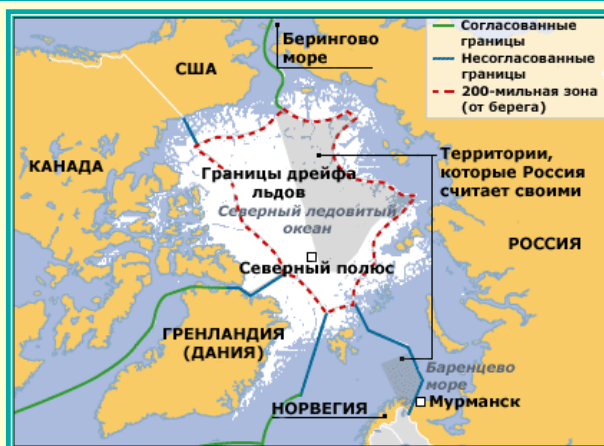 Берингово
море
США
Согласованные
границы
Несогласованные
границы
200-мильная зона
(от берега)
КАНАДА
Границы дрейфа
льдов
Северный ледовитый
океан
Территории,
которые Россия
считает своими
РОССИЯ
Северный полюс
ГРЕНЛАНДИЯ
(ДАНИЯ)
Баренцево
море
НОРВЕГИЯ
Мурманск